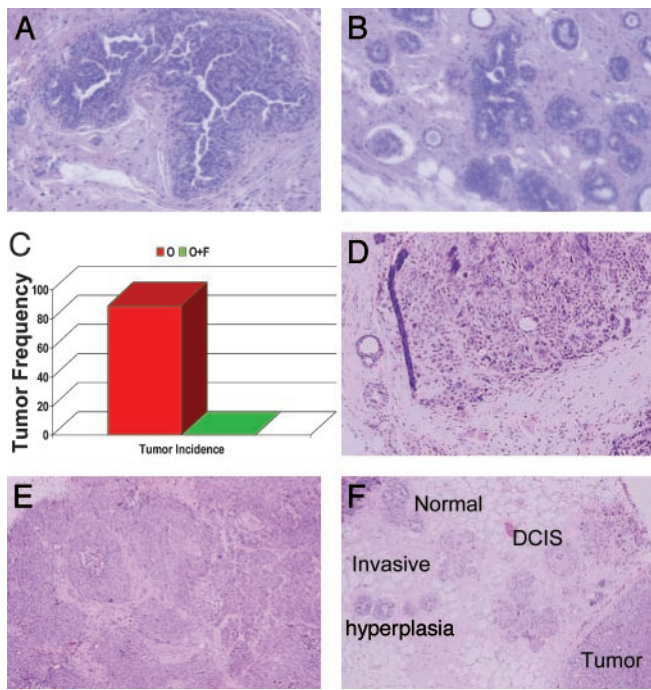 A
B
C
O O+F
Tumor Frequency
100
80
60
40
20
0
Tumor Incidence
D
E
F
Normal
DCIS
Invasive
hyperplasia
Tumor